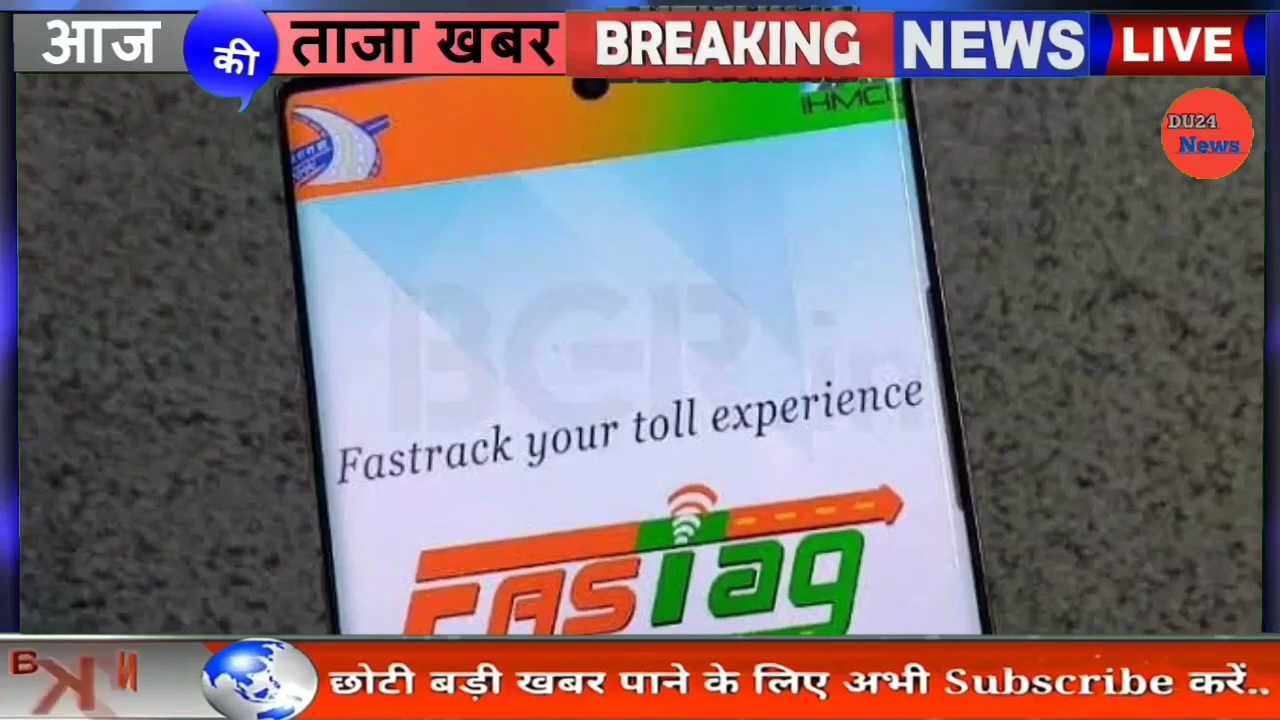 आज की ताजा खबर BREAKING NEWS LIVE
IHMCL
DU24
News
BGR.in
Fastrack your toll experience
FASTag
B K N
छोटी बड़ी खबर पाने के लिए अभी Subscribe करें..